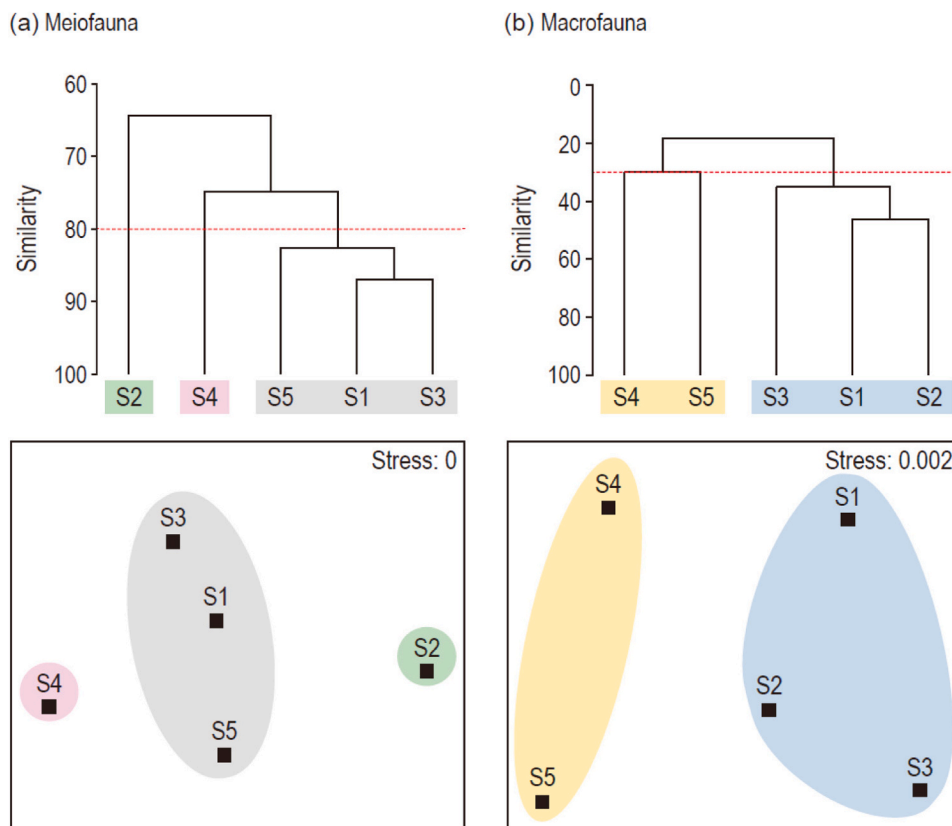 (a) Meiofauna
60
70
80
90
100
Similarity
S2 S4 S5 S1 S3
Stress: 0
S3
S1
S2
S4
S5
(b) Macrofauna
0
20
40
60
80
100
Similarity
S4 S5 S3 S1 S2
Stress: 0.002
S4
S1
S2
S3
S5